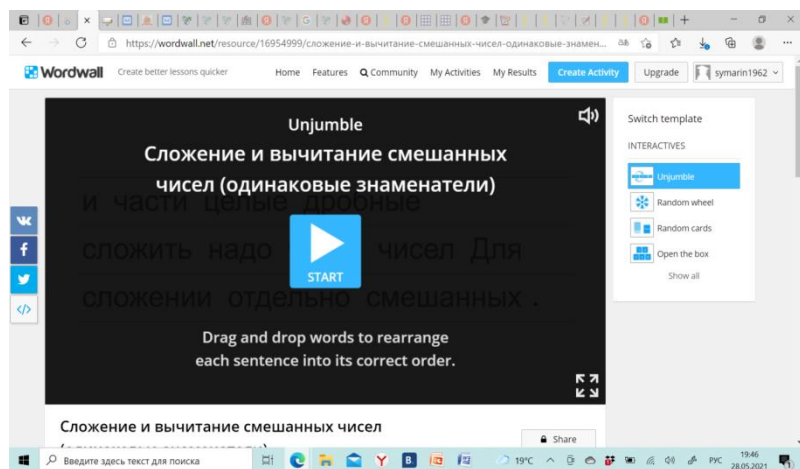 https://wordwall.net/resource/16954999/сложение-и-вычитание-смешанных-чисел-одинаковые-знамен...
Wordwall Create better lessons quicker Home Features Community My Activities My Results Create Activity Upgrade symarin1962
Unjumble
Сложение и вычитание смешанных
чисел (одинаковые знаменатели)
и части целые дробные
сложить надо чисел Для
START
сложении отдельно смешанных .
Drag and drop words to rearrange
each sentence into its correct order.
Switch template
INTERACTIVES
Unjumble
Random wheel
Random cards
Open the box
Show all
Сложение и вычитание смешанных чисел
Share
Введите здесь текст для поиска
19°C
РУС
19:46
28.05.2021